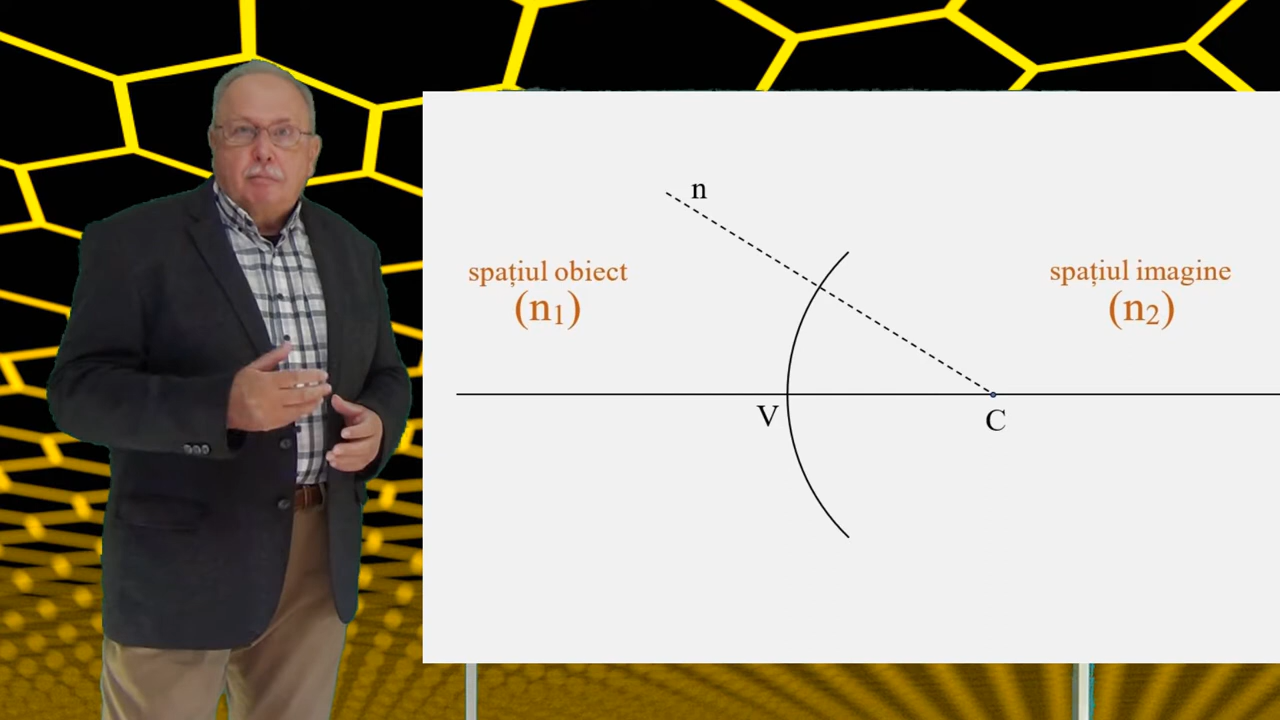 n
spațiul obiect
(n₁)
spațiul imagine
(n₂)
V
C